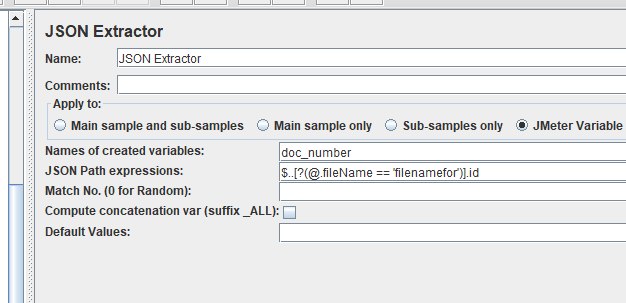 JSON Extractor
Name: JSON Extractor
Comments:
Apply to:
Main sample and sub-samples Main sample only Sub-samples only JMeter Variable
Names of created variables: doc_number
JSON Path expressions: $..[?(@.fileName == 'filenamefor')].id
Match No. (0 for Random):
Compute concatenation var (suffix _ALL):
Default Values: